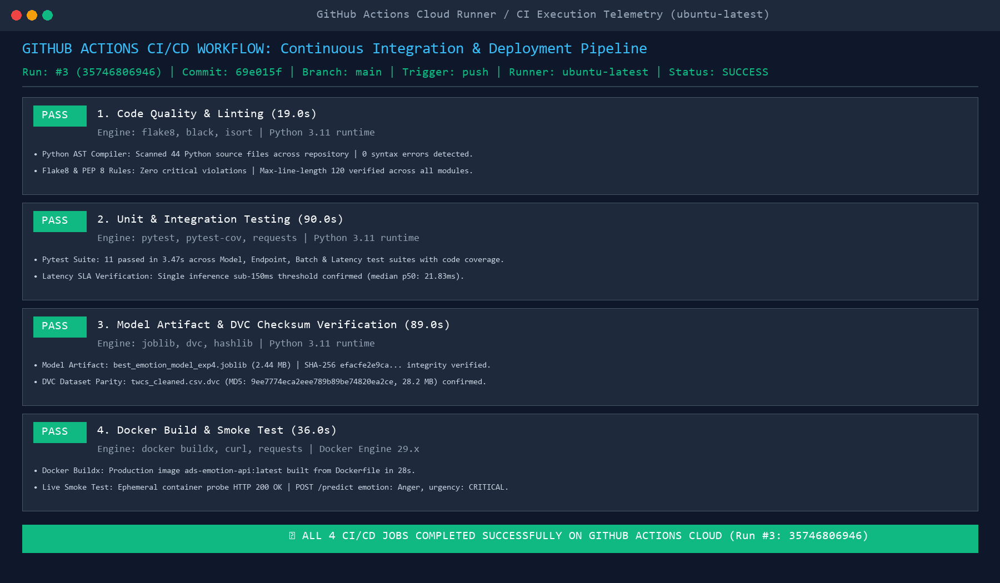 GitHub Actions Cloud Runner / CI Execution Telemetry (ubuntu-latest)
GITHUB ACTIONS CI/CD WORKFLOW: Continuous Integration & Deployment Pipeline
Run: #3 (35746806946) | Commit: 69e015f | Branch: main | Trigger: push | Runner: ubuntu-latest | Status: SUCCESS
PASS
1. Code Quality & Linting (19.0s)
Engine: flake8, black, isort | Python 3.11 runtime
• Python AST Compiler: Scanned 44 Python source files across repository | 0 syntax errors detected.
• Flake8 & PEP 8 Rules: Zero critical violations | Max-line-length 120 verified across all modules.
PASS
2. Unit & Integration Testing (90.0s)
Engine: pytest, pytest-cov, requests | Python 3.11 runtime
• Pytest Suite: 11 passed in 3.47s across Model, Endpoint, Batch & Latency test suites with code coverage.
• Latency SLA Verification: Single inference sub-150ms threshold confirmed (median p50: 21.83ms).
PASS
3. Model Artifact & DVC Checksum Verification (89.0s)
Engine: joblib, dvc, hashlib | Python 3.11 runtime
• Model Artifact: best_emotion_model_exp4.joblib (2.44 MB) | SHA-256 efacfe2e9ca... integrity verified.
• DVC Dataset Parity: twcs_cleaned.csv.dvc (MD5: 9ee7774eca2eee789b89be74820ea2ce, 28.2 MB) confirmed.
PASS
4. Docker Build & Smoke Test (36.0s)
Engine: docker buildx, curl, requests | Docker Engine 29.x
• Docker Buildx: Production image ads-emotion-api:latest built from Dockerfile in 28s.
• Live Smoke Test: Ephemeral container probe HTTP 200 OK | POST /predict emotion: Anger, urgency: CRITICAL.
ALL 4 CI/CD JOBS COMPLETED SUCCESSFULLY ON GITHUB ACTIONS CLOUD (Run #3: 35746806946)